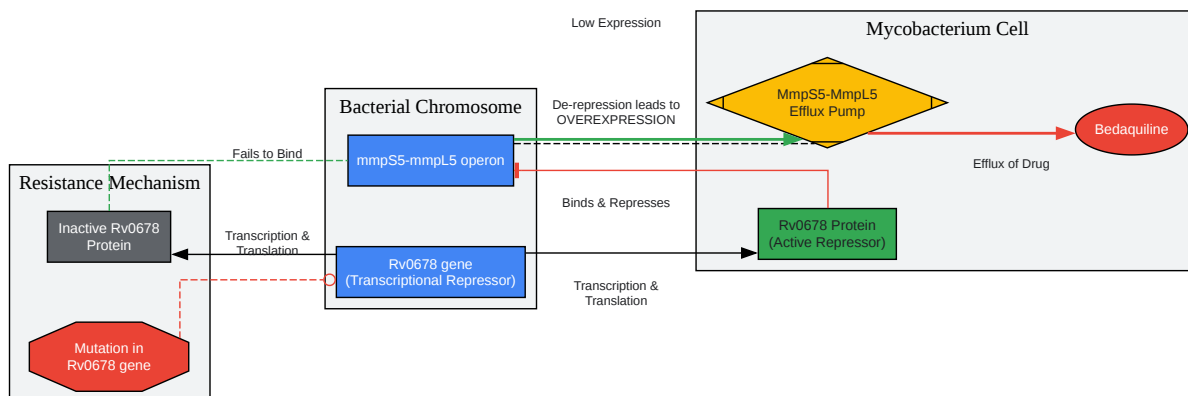 Low Expression
Mycobacterium Cell
MmpS5-MmpL5
Efflux Pump
Bacterial Chromosome
De-repression leads to
OVEREXPRESSION
Bedaquiline
Fails to Bind
mmpS5-mmpL5 operon
Efflux of Drug
Resistance Mechanism
Binds & Represses
Inactive Rv0678
Protein
Rv0678 Protein
(Active Repressor)
Transcription &
Translation
Rv0678 gene
(Transcriptional Repressor)
Transcription &
Translation
Mutation in
Rv0678 gene